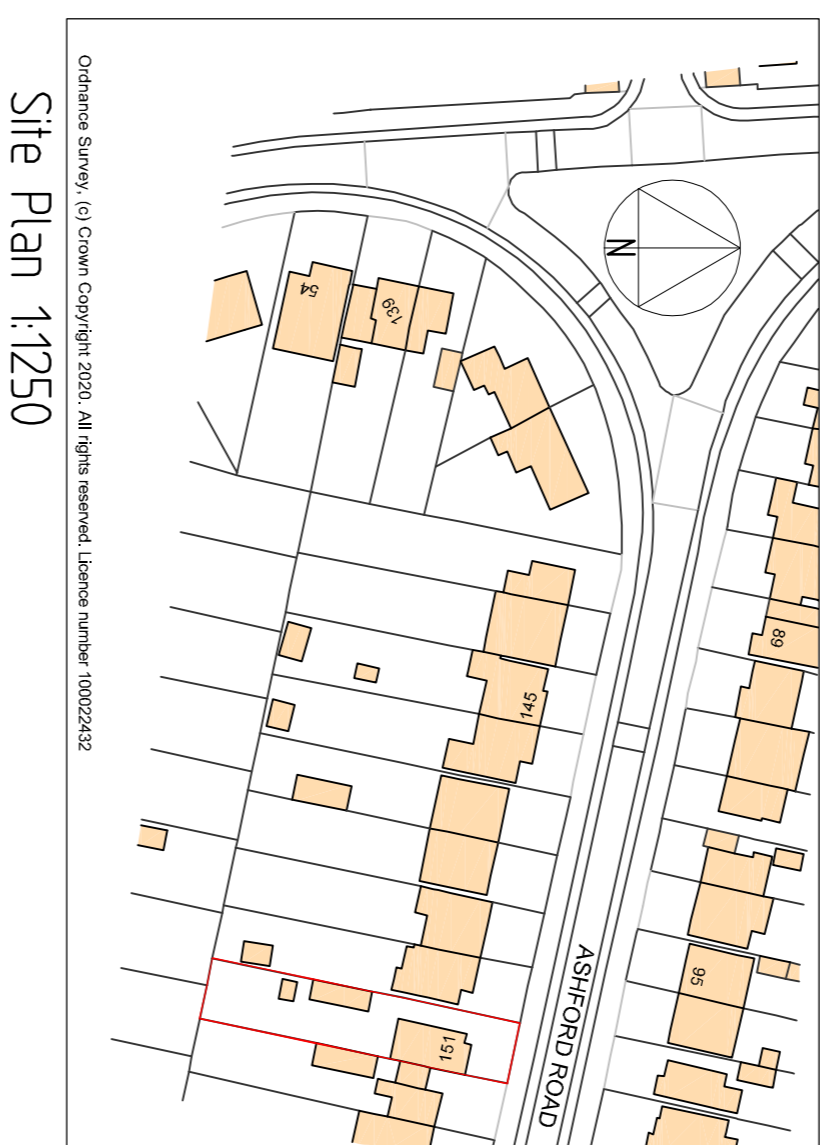 Site Plan 1:1250
Ordnance Survey, (c) Crown Copyright 2020. All rights reserved. Licence number 100022432
N
54
139
68
145
95
ASHFORD ROAD
151